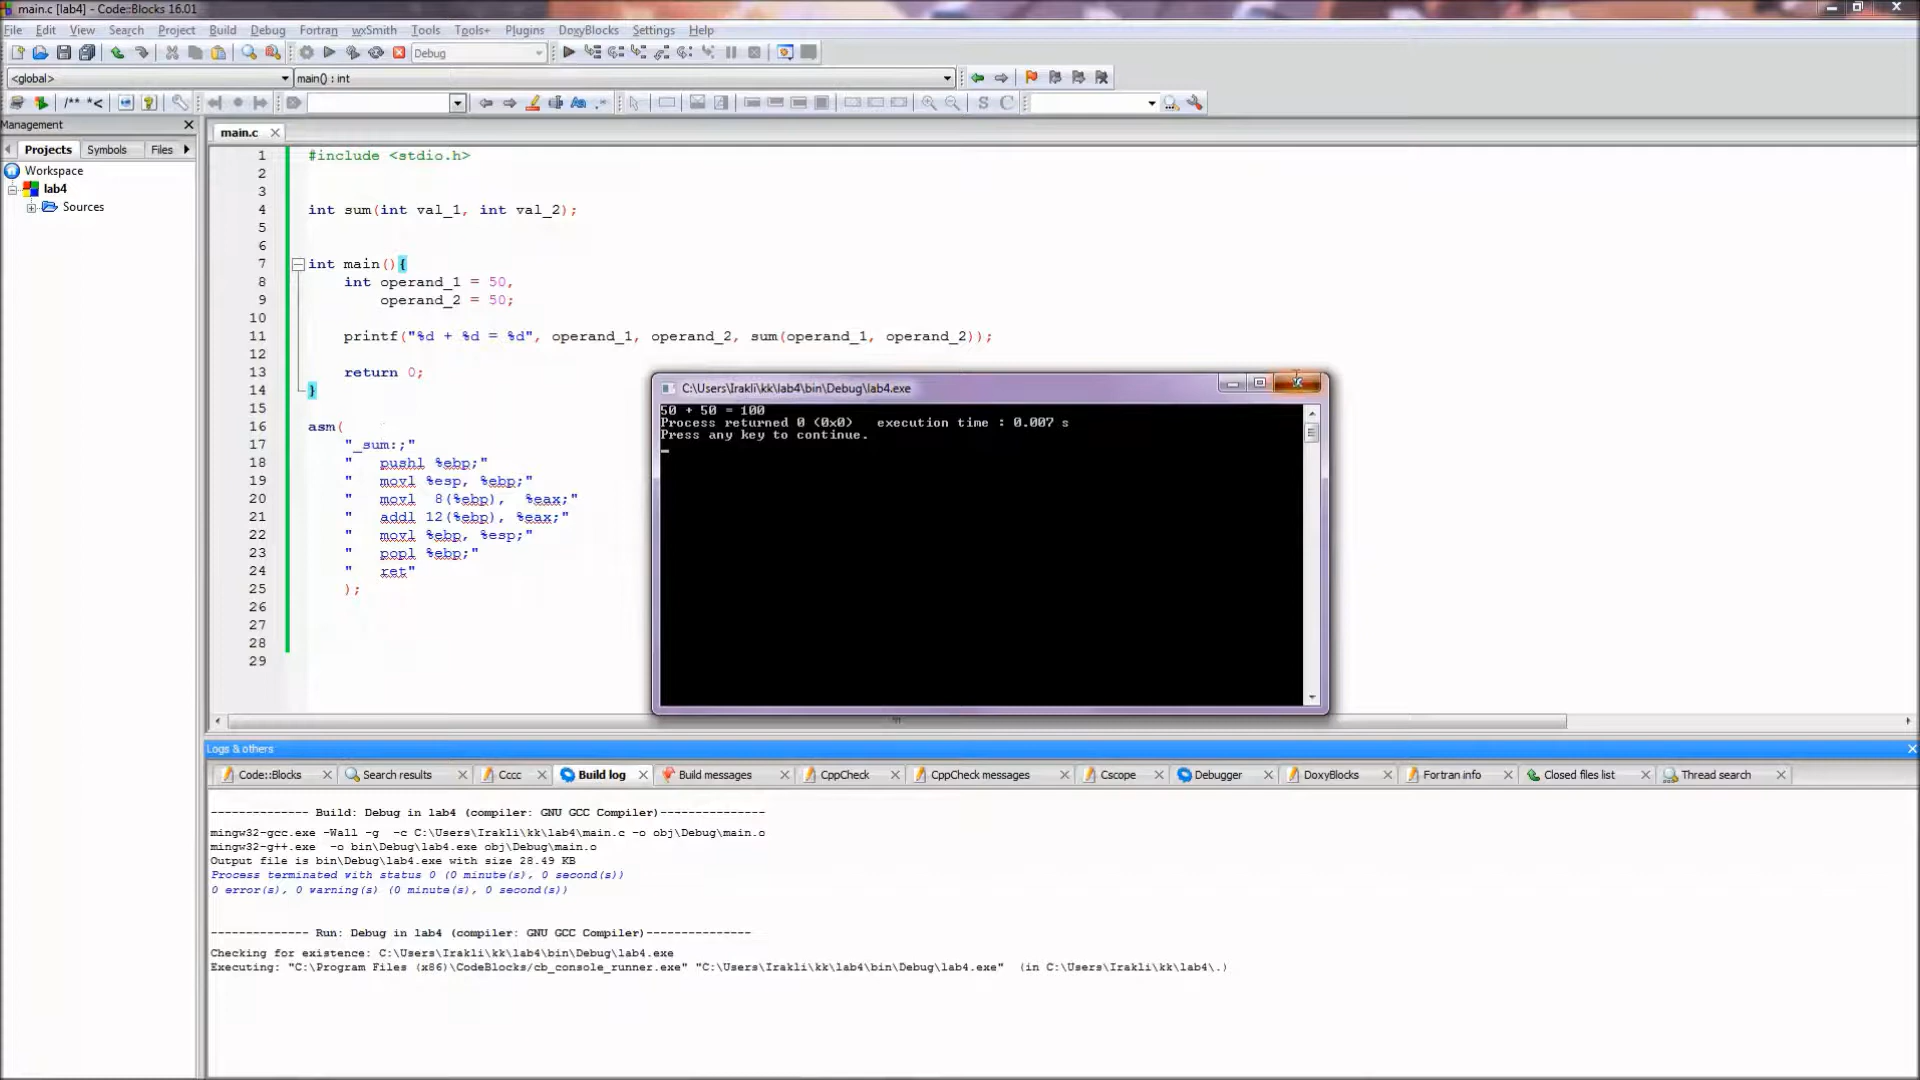 main.c [lab4] - Code::Blocks 16.01
File Edit View Search Project Build Debug Fortran wxSmith Tools Tools+ Plugins DoxyBlocks Settings Help
Debug
<global> main() : int
/** *< Aa .* S C
Management
Projects Symbols Files
Workspace
lab4
Sources
main.c
1 #include <stdio.h>
2
3
4 int sum(int val_1, int val_2);
5
6
7 int main(){
8 int operand_1 = 50,
9 operand_2 = 50;
10
11 printf("%d + %d = %d", operand_1, operand_2, sum(operand_1, operand_2));
12
13 return 0;
14 }
15
16 asm(
17 "_sum:;"
18 " pushl %ebp;"
19 " movl %esp, %ebp;"
20 " movl 8(%ebp), %eax;"
21 " addl 12(%ebp), %eax;"
22 " movl %ebp, %esp;"
23 " popl %ebp;"
24 " ret"
25 );
26
27
28
29
C:\Users\Irakli\kk\lab4\bin\Debug\lab4.exe
50 + 50 = 100
Process returned 0 (0x0) execution time : 0.007 s
Press any key to continue.
Logs & others
Code::Blocks Search results Cccc Build log Build messages CppCheck CppCheck messages Cscope Debugger DoxyBlocks Fortran info Closed files list Thread search
-------------- Build: Debug in lab4 (compiler: GNU GCC Compiler)---------------
mingw32-gcc.exe -Wall -g -c C:\Users\Irakli\kk\lab4\main.c -o obj\Debug\main.o
mingw32-g++.exe -o bin\Debug\lab4.exe obj\Debug\main.o
Output file is bin\Debug\lab4.exe with size 28.49 KB
Process terminated with status 0 (0 minute(s), 0 second(s))
0 error(s), 0 warning(s) (0 minute(s), 0 second(s))
-------------- Run: Debug in lab4 (compiler: GNU GCC Compiler)---------------
Checking for existence: C:\Users\Irakli\kk\lab4\bin\Debug\lab4.exe
Executing: "C:\Program Files (x86)\CodeBlocks/cb_console_runner.exe" "C:\Users\Irakli\kk\lab4\bin\Debug\lab4.exe" (in C:\Users\Irakli\kk\lab4\.)